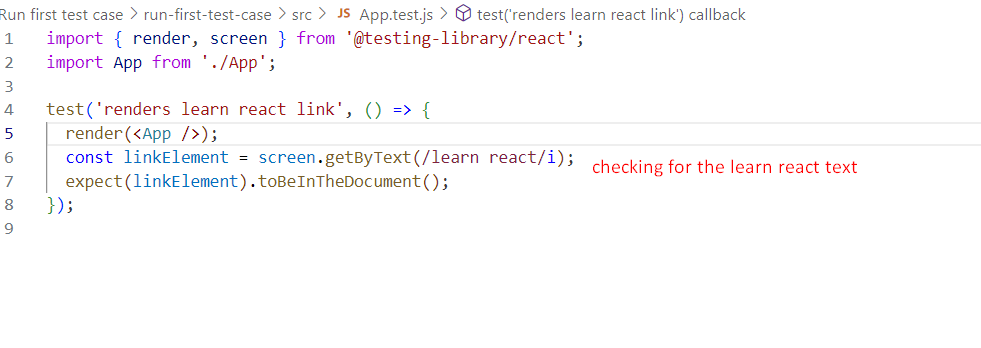 Run first test case > run-first-test-case > src > JS App.test.js > test('renders learn react link') callback
1 import { render, screen } from '@testing-library/react';
2 import App from './App';
3
4 test('renders learn react link', () => {
5 render(<App />);
6 const linkElement = screen.getByText(/learn react/i); checking for the learn react text
7 expect(linkElement).toBeInTheDocument();
8 });
9